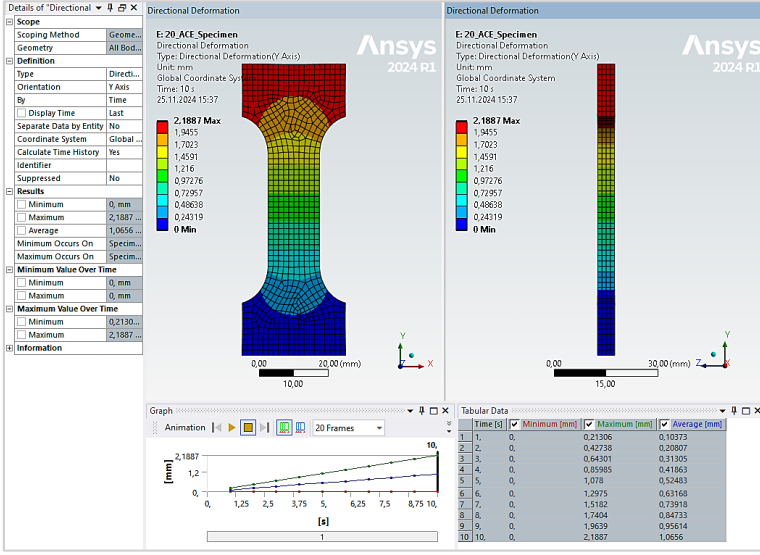 Details of "Directional
Scope
Scoping Method Geome...
Geometry All Bod...
Definition
Type Directi...
Orientation Y Axis
By Time
Display Time Last
Separate Data by Entity No
Coordinate System Global ...
Calculate Time History Yes
Identifier
Suppressed No
Results
Minimum 0, mm
Maximum 2,1887 ...
Average 1,0656 ...
Minimum Occurs On Specim...
Maximum Occurs On Specim...
Minimum Value Over Time
Minimum 0, mm
Maximum 0, mm
Maximum Value Over Time
Minimum 0,2130...
Maximum 2,1887 ...
Information
Directional Deformation
E: 20_ACE_Specimen
Directional Deformation
Type: Directional Deformation(Y Axis)
Unit: mm
Global Coordinate System
Time: 10 s
25.11.2024 15:37
Ansys
2024 R1
2,1887 Max
1,9455
1,7023
1,4591
1,216
0,97276
0,72957
0,48638
0,24319
0 Min
0,00 20,00 (mm)
10,00
Y
Z X
Directional Deformation
E: 20_ACE_Specimen
Directional Deformation
Type: Directional Deformation(Y Axis)
Unit: mm
Global Coordinate System
Time: 10 s
25.11.2024 15:37
Ansys
2024 R1
2,1887 Max
1,9455
1,7023
1,4591
1,216
0,97276
0,72957
0,48638
0,24319
0 Min
0,00 30,00 (mm)
15,00
Y
Z X
Graph
Animation 20 Frames
10,
2,1887
1,2
0,
[mm]
0, 1,25 2,5 3,75 5, 6,25 7,5 8,75 10,
[s]
1
Tabular Data
Time [s] Minimum [mm] Maximum [mm] Average [mm]
1 1, 0, 0,21306 0,10373
2 2, 0, 0,42738 0,20807
3 3, 0, 0,64301 0,31305
4 4, 0, 0,85985 0,41863
5 5, 0, 1,078 0,52483
6 6, 0, 1,2975 0,63168
7 7, 0, 1,5182 0,73918
8 8, 0, 1,7404 0,84733
9 9, 0, 1,9639 0,95614
10 10, 0, 2,1887 1,0656